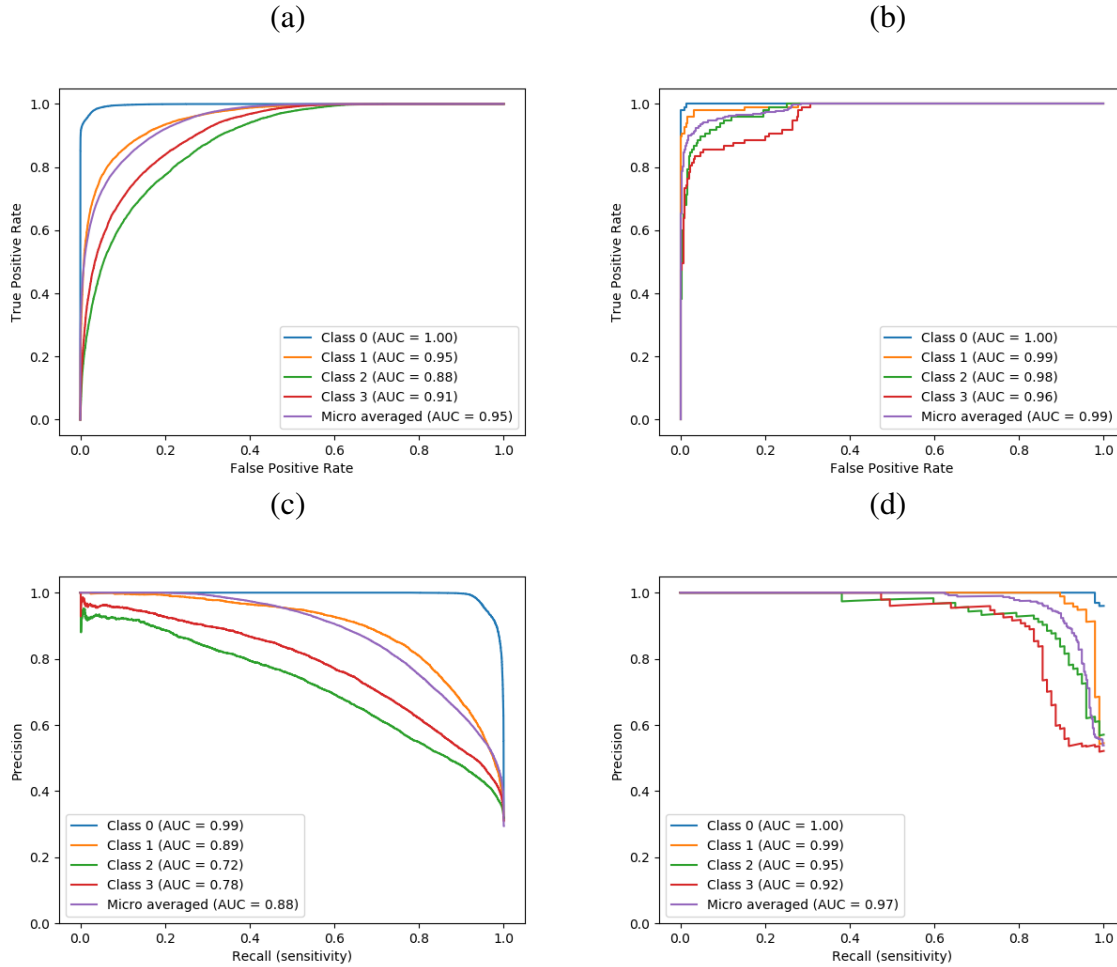 (a)
1.0
0.8
0.6
0.4
0.2
0.0
True Positive Rate
Class 0 (AUC = 1.00)
Class 1 (AUC = 0.95)
Class 2 (AUC = 0.88)
Class 3 (AUC = 0.91)
Micro averaged (AUC = 0.95)
0.0 0.2 0.4 0.6 0.8 1.0
False Positive Rate
(b)
1.0
0.8
0.6
0.4
0.2
0.0
True Positive Rate
Class 0 (AUC = 1.00)
Class 1 (AUC = 0.99)
Class 2 (AUC = 0.98)
Class 3 (AUC = 0.96)
Micro averaged (AUC = 0.99)
0.0 0.2 0.4 0.6 0.8 1.0
False Positive Rate
(c)
1.0
0.8
0.6
0.4
0.2
0.0
Precision
Class 0 (AUC = 0.99)
Class 1 (AUC = 0.89)
Class 2 (AUC = 0.72)
Class 3 (AUC = 0.78)
Micro averaged (AUC = 0.88)
0.0 0.2 0.4 0.6 0.8 1.0
Recall (sensitivity)
(d)
1.0
0.8
0.6
0.4
0.2
0.0
Precision
Class 0 (AUC = 1.00)
Class 1 (AUC = 0.99)
Class 2 (AUC = 0.95)
Class 3 (AUC = 0.92)
Micro averaged (AUC = 0.97)
0.0 0.2 0.4 0.6 0.8 1.0
Recall (sensitivity)